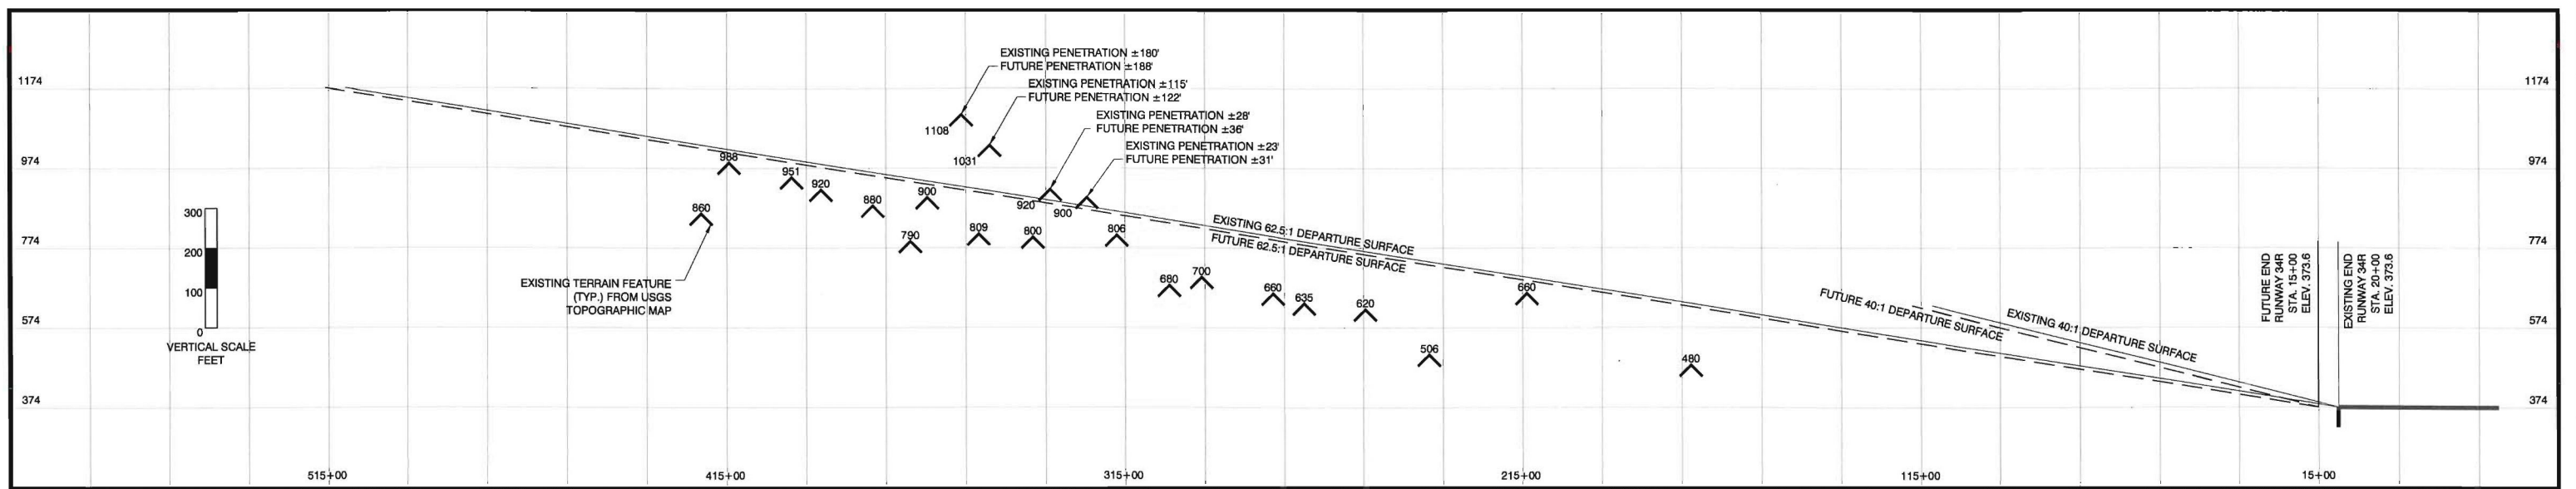 EXISTING PENETRATION ±180'
FUTURE PENETRATION ±188'
EXISTING PENETRATION ±115'
FUTURE PENETRATION ±122'
EXISTING PENETRATION ±28'
FUTURE PENETRATION ±36'
EXISTING PENETRATION ±23'
FUTURE PENETRATION ±31'
1174
1174
1108
1031
974
974
988
951
920
880
900
920
900
860
790
809
800
806
774
774
EXISTING 62.5:1 DEPARTURE SURFACE
FUTURE 62.5:1 DEPARTURE SURFACE
680
700
660
635
620
660
506
480
EXISTING TERRAIN FEATURE
(TYP.) FROM USGS
TOPOGRAPHIC MAP
300
200
100
0
VERTICAL SCALE
FEET
574
574
FUTURE 40:1 DEPARTURE SURFACE
EXISTING 40:1 DEPARTURE SURFACE
FUTURE END
RUNWAY 34R
STA. 15+00
ELEV. 373.6
EXISTING END
RUNWAY 34R
STA. 20+00
ELEV. 373.6
374
374
515+00
415+00
315+00
215+00
115+00
15+00